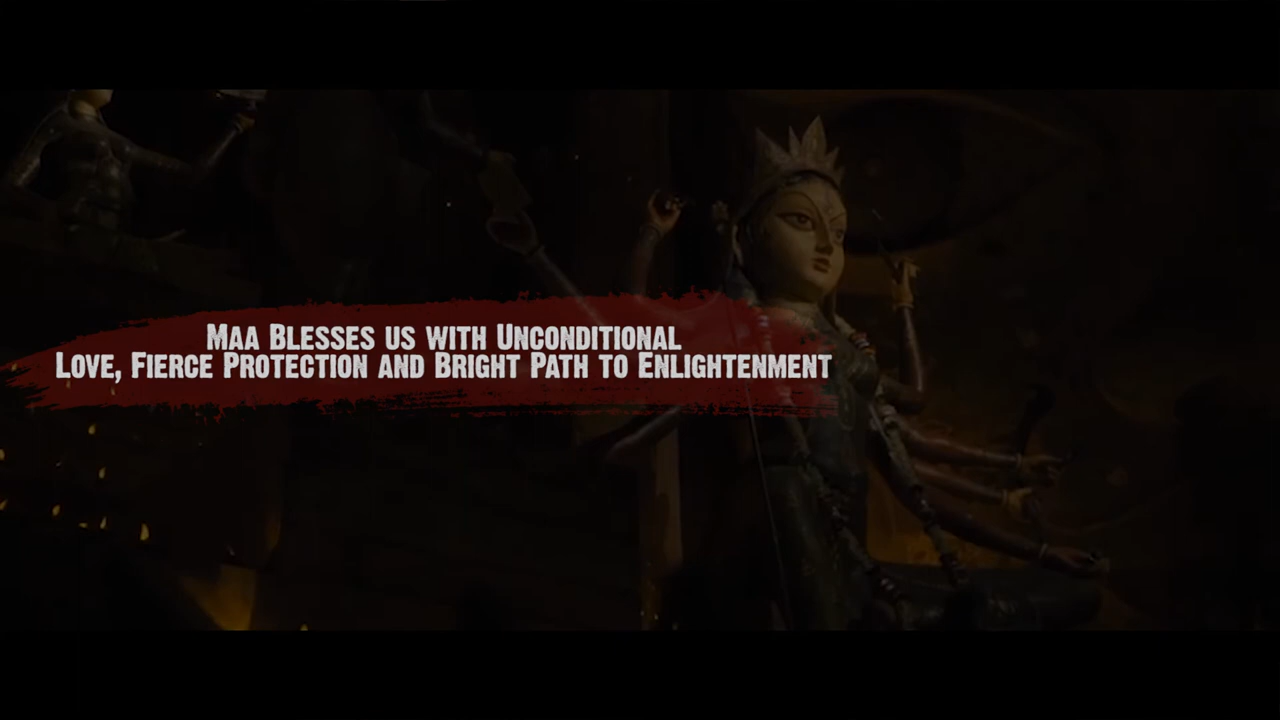 Maa Blesses us with Unconditional
Love, Fierce Protection and Bright Path to Enlightenment